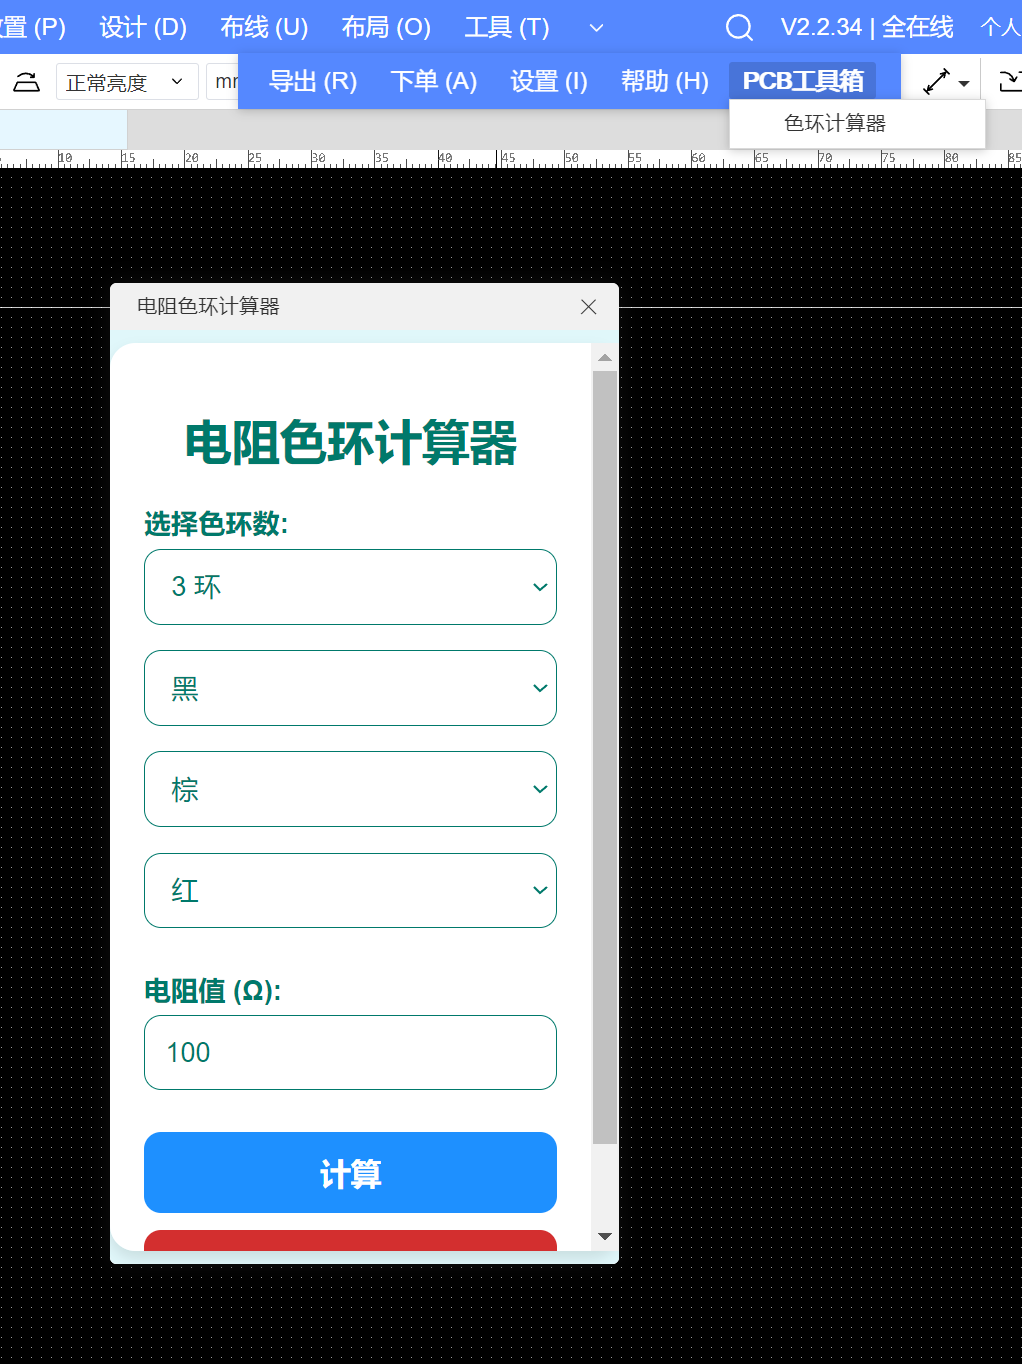 置 (P) 设计 (D) 布线 (U) 布局 (O) 工具 (T) V2.2.34 | 全在线 个人
正常亮度 mm 导出 (R) 下单 (A) 设置 (I) 帮助 (H) PCB工具箱
色环计算器
10 15 20 25 30 35 40 45 50 55 60 65 70 75 80 85
电阻色环计算器
电阻色环计算器
选择色环数:
3 环
黑
棕
红
电阻值 (Ω):
100
计算